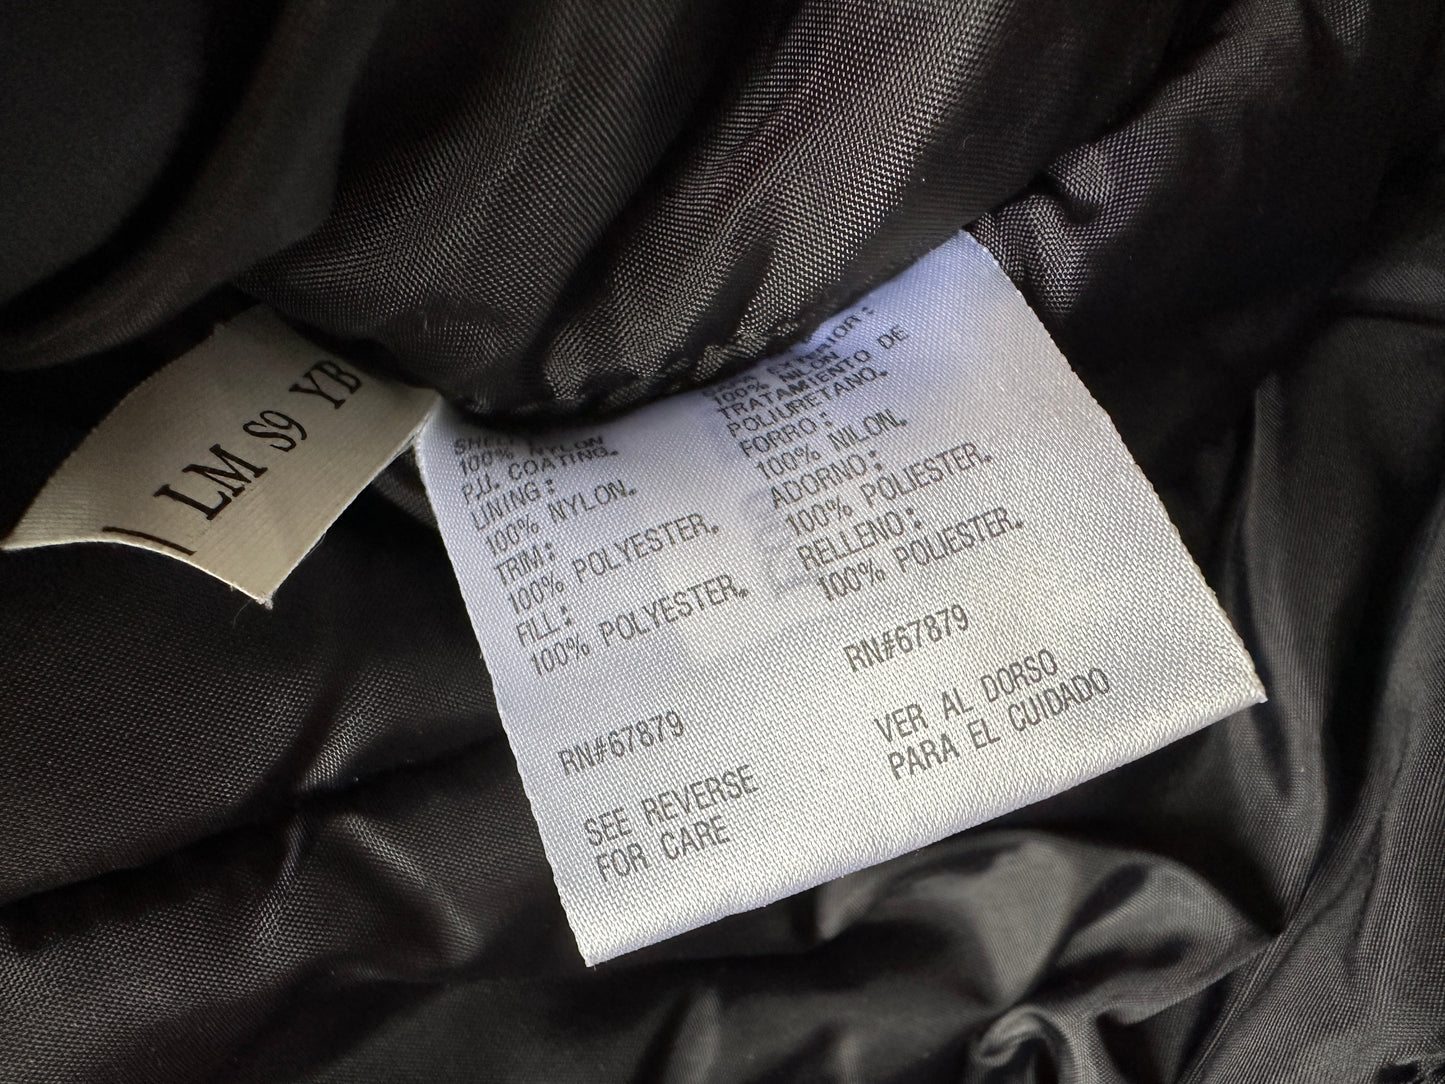 LM S9 YB
SHELL
100% NYLON
P.U. COATING.
LINING:
100% NYLON.
TRIM:
100% POLYESTER.
FILL:
100% POLYESTER.
RN#67879
SEE REVERSE
FOR CARE
100% NILON
TRATAMIENTO DE
POLIURETANO.
FORRO:
100% NILON.
ADORNO:
100% POLIESTER.
RELLENO:
100% POLIESTER.
RN#67879
VER AL DORSO
PARA EL CUIDADO